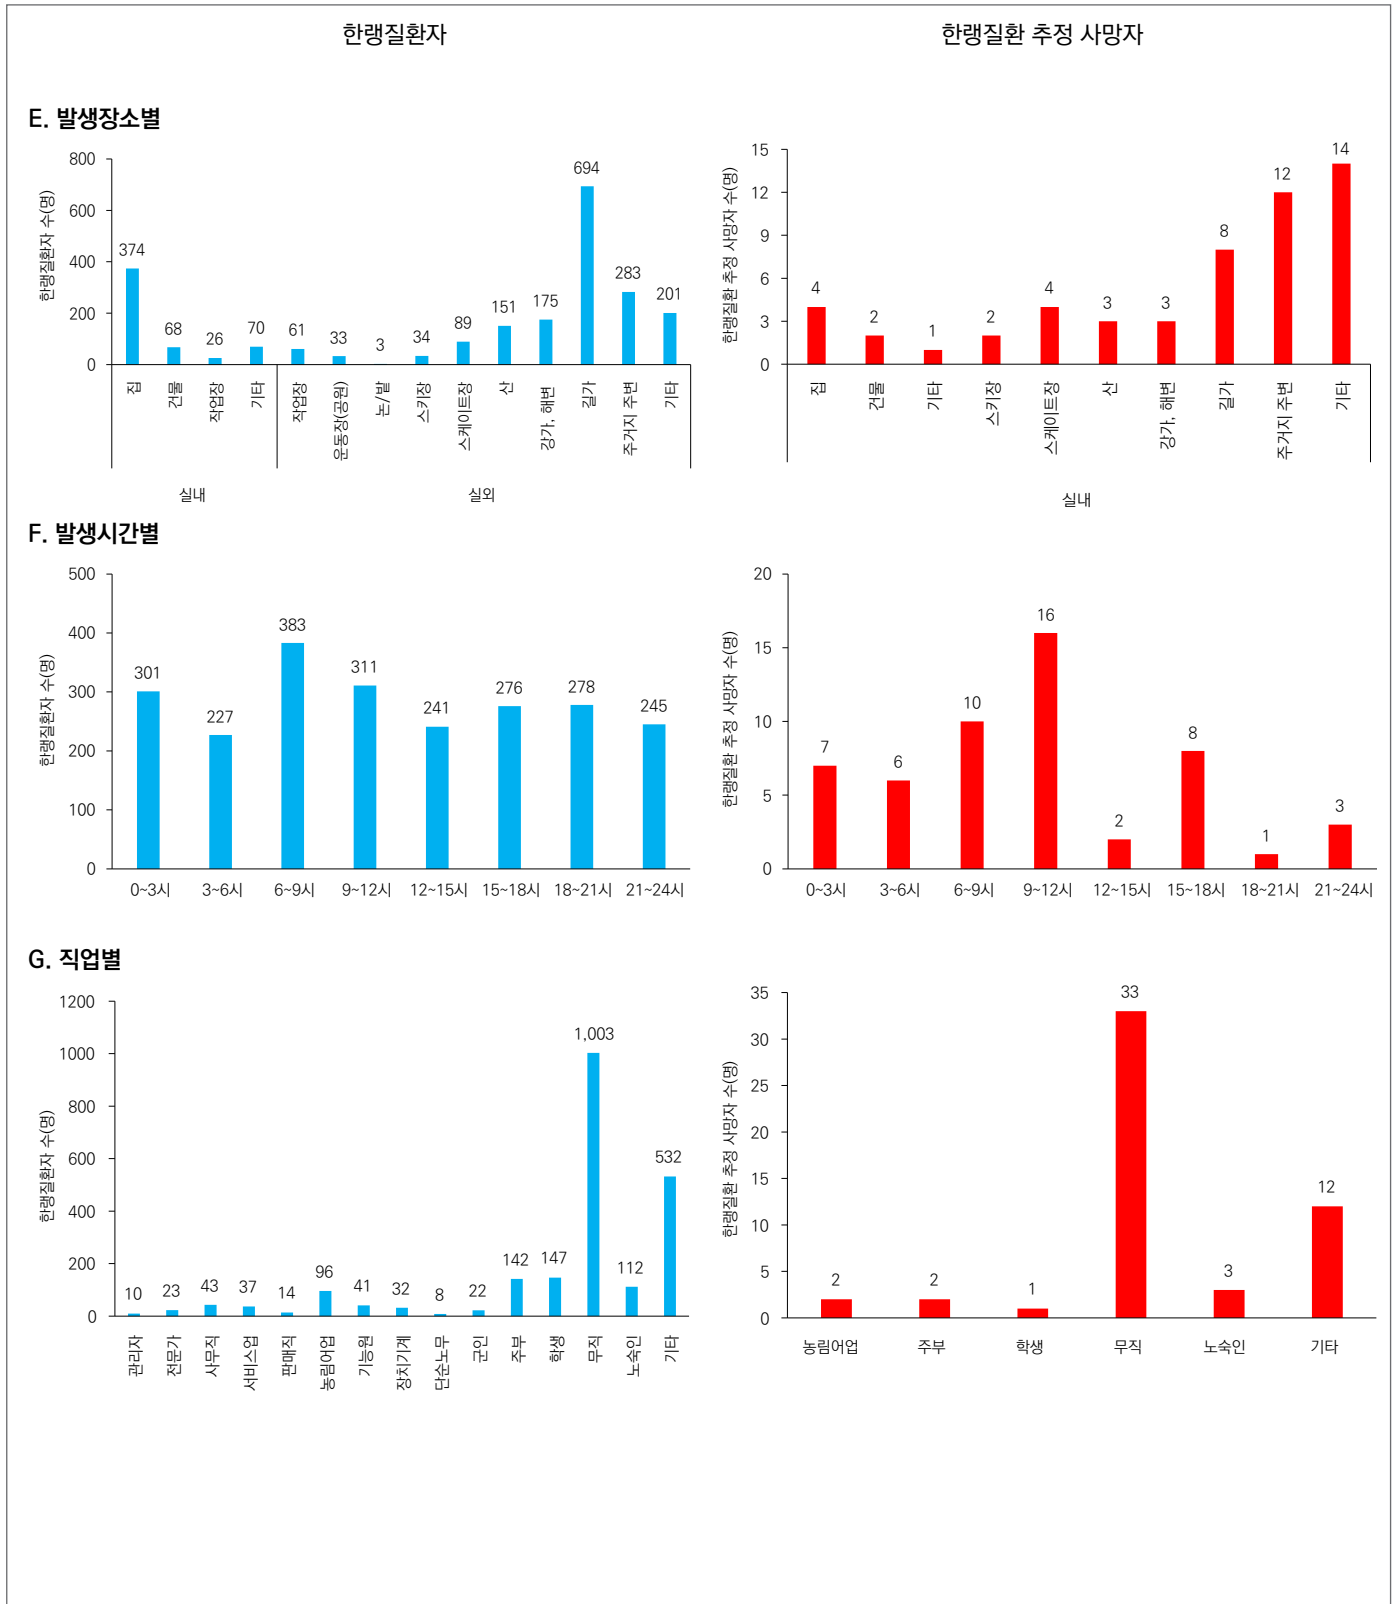 한랭질환자
한랭질환 추정 사망자
E. 발생장소별
한랭질환자 수(명)
800
600
400
200
0
374
68
26
70
61
33
3
34
89
151
175
694
283
201
집
건물
작업장
기타
작업장
운동장(공원)
논/밭
스키장
스케이트장
산
강가, 해변
길가
주거지 주변
기타
실내
실외
한랭질환 추정 사망자 수(명)
15
12
9
6
3
0
4
2
1
2
4
3
3
8
12
14
집
건물
기타
스키장
스케이트장
산
강가, 해변
길가
주거지 주변
기타
실내
F. 발생시간별
한랭질환자 수(명)
500
400
300
200
100
0
301
227
383
311
241
276
278
245
0~3시
3~6시
6~9시
9~12시
12~15시
15~18시
18~21시
21~24시
한랭질환 추정 사망자 수(명)
20
15
10
5
0
7
6
10
16
2
8
1
3
0~3시
3~6시
6~9시
9~12시
12~15시
15~18시
18~21시
21~24시
G. 직업별
한랭질환자 수(명)
1200
1000
800
600
400
200
0
10
23
43
37
14
96
41
32
8
22
142
147
1,003
112
532
관리자
전문가
사무직
서비스업
판매직
농림어업
기능원
장치기계
단순노무
군인
주부
학생
무직
노숙인
기타
한랭질환 추정 사망자 수(명)
35
30
25
20
15
10
5
0
2
2
1
33
3
12
농림어업
주부
학생
무직
노숙인
기타